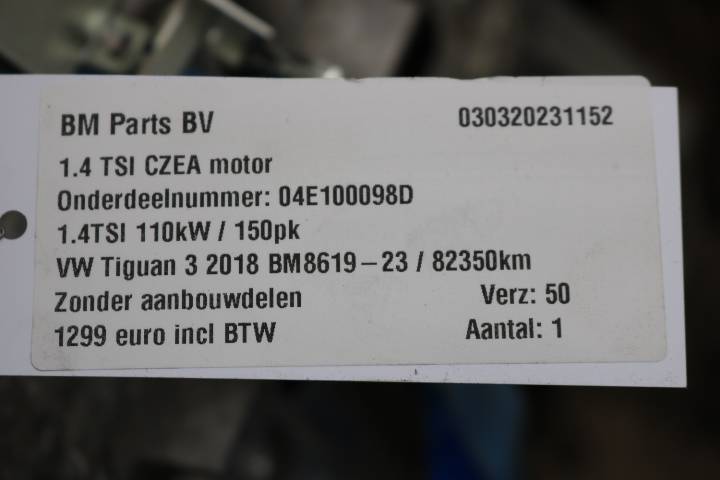 BM Parts BV 030320231152
1.4 TSI CZEA motor
Onderdeelnummer: 04E100098D
1.4TSI 110kW / 150pk
VW Tiguan 3 2018 BM8619-23 / 82350km
Zonder aanbouwdelen Verz: 50
1299 euro incl BTW Aantal: 1